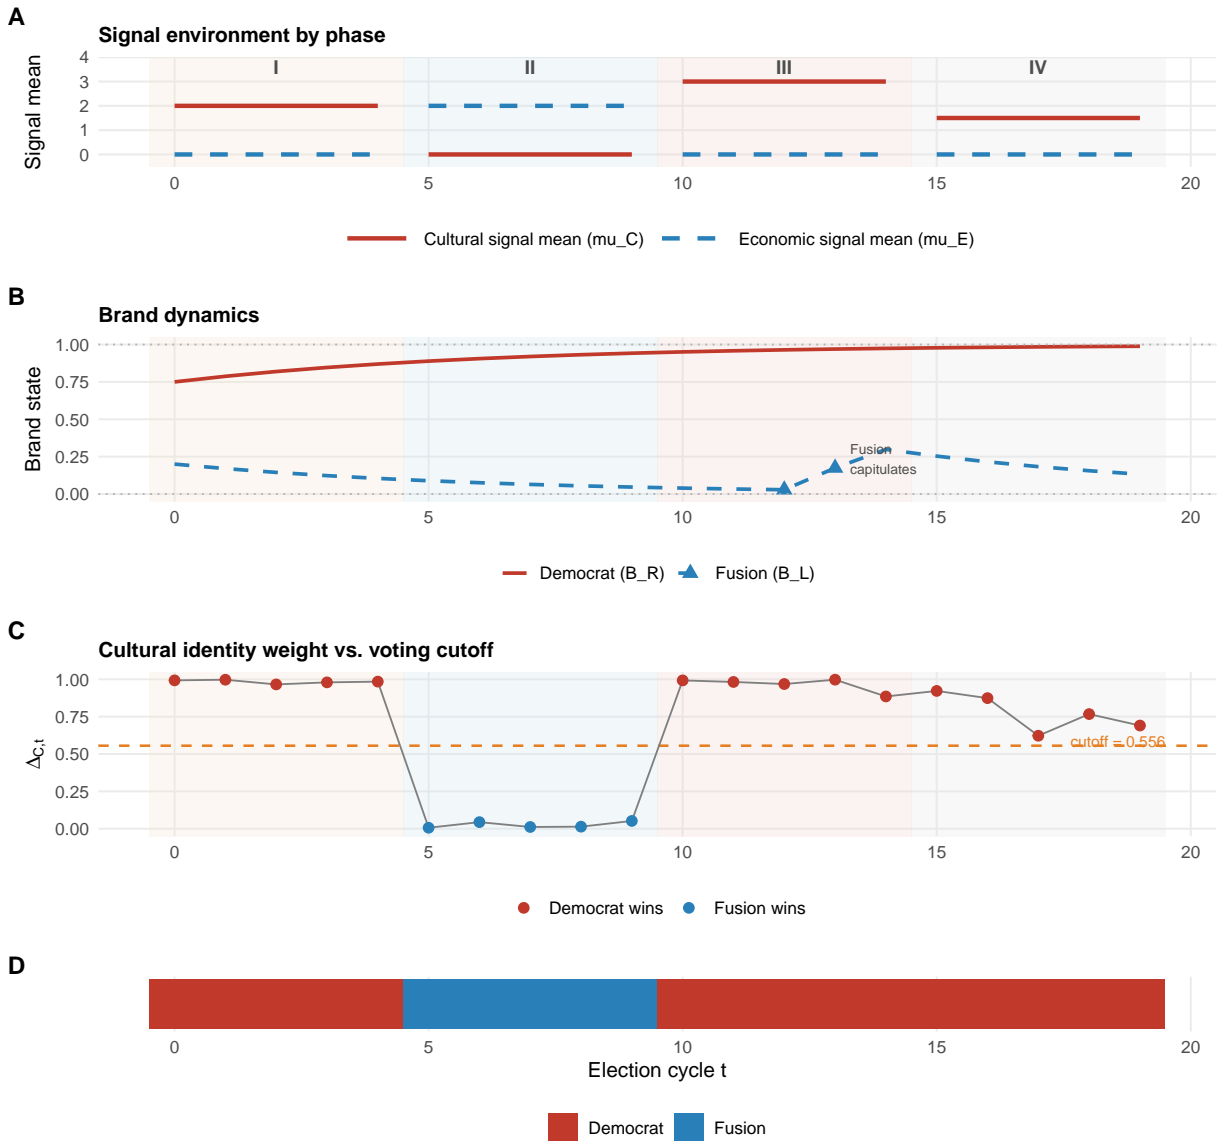 A
Signal environment by phase
Signal mean
4
3
2
1
0
I II III IV
0 5 10 15 20
Cultural signal mean (mu_C) Economic signal mean (mu_E)
B
Brand dynamics
Brand state
1.00
0.75
0.50
0.25
0.00
Fusion
capitulates
0 5 10 15 20
Democrat (B_R) Fusion (B_L)
C
Cultural identity weight vs. voting cutoff
ΔC,t
1.00
0.75
0.50
0.25
0.00
cutoff = 0.556
0 5 10 15 20
Democrat wins Fusion wins
D
0 5 10 15 20
Election cycle t
Democrat Fusion